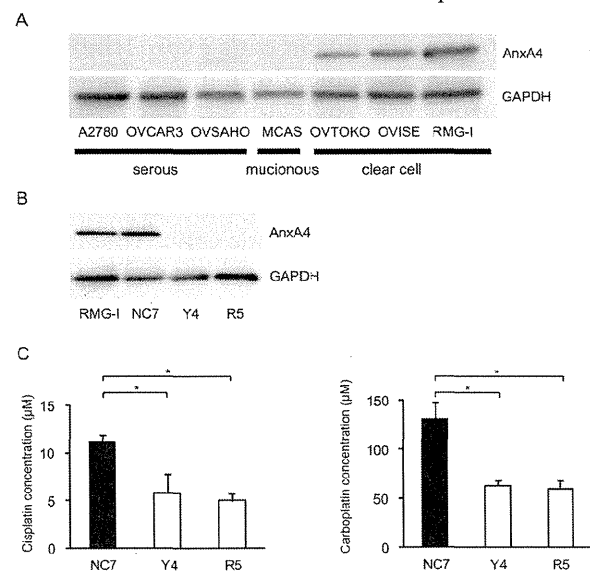 A
AnxA4
GAPDH
A2780 OVCAR3 OVSAHO MCAS OVTOKO OVISE RMG-I
serous mucionous clear cell
B
AnxA4
GAPDH
RMG-I NC7 Y4 R5
C
*
*
Cisplatin concentration (µM)
15
10
5
0
NC7 Y4 R5
*
*
Carboplatin concentration (µM)
150
100
50
0
NC7 Y4 R5